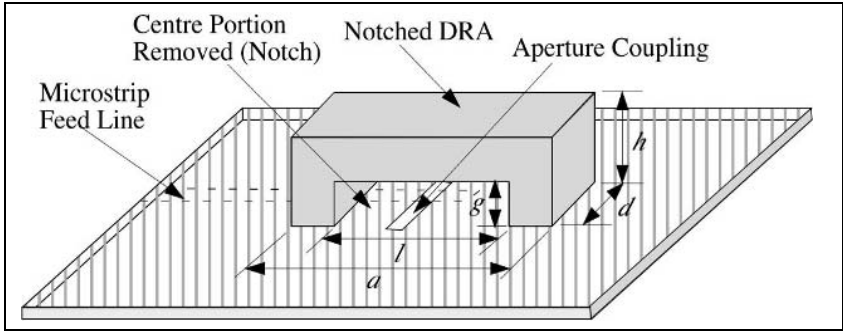 Centre Portion
Removed (Notch)
Notched DRA
Aperture Coupling
Microstrip
Feed Line
h
g
d
l
a